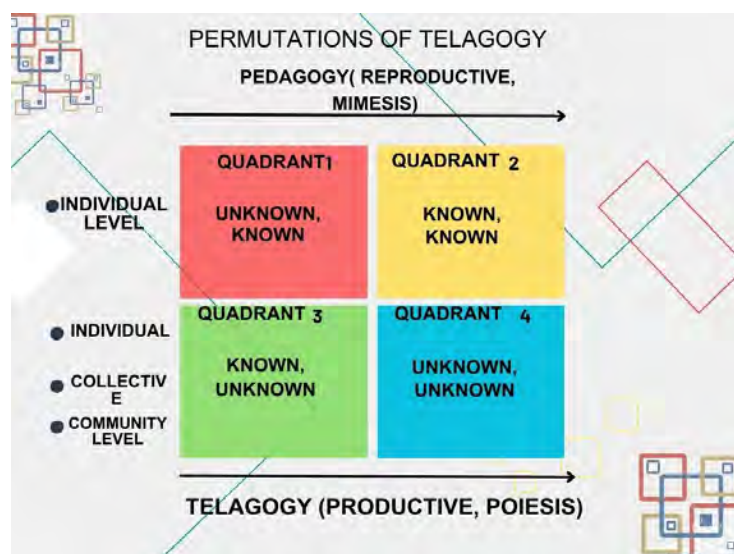 PERMUTATIONS OF TELAGOGY
PEDAGOGY( REPRODUCTIVE,
MIMESIS)
QUADRANT1
QUADRANT 2
INDIVIDUAL
LEVEL
UNKNOWN,
KNOWN
KNOWN,
KNOWN
QUADRANT 3
QUADRANT 4
INDIVIDUAL
COLLECTIV
E
COMMUNITY
LEVEL
KNOWN,
UNKNOWN
UNKNOWN,
UNKNOWN
TELAGOGY (PRODUCTIVE, POIESIS)